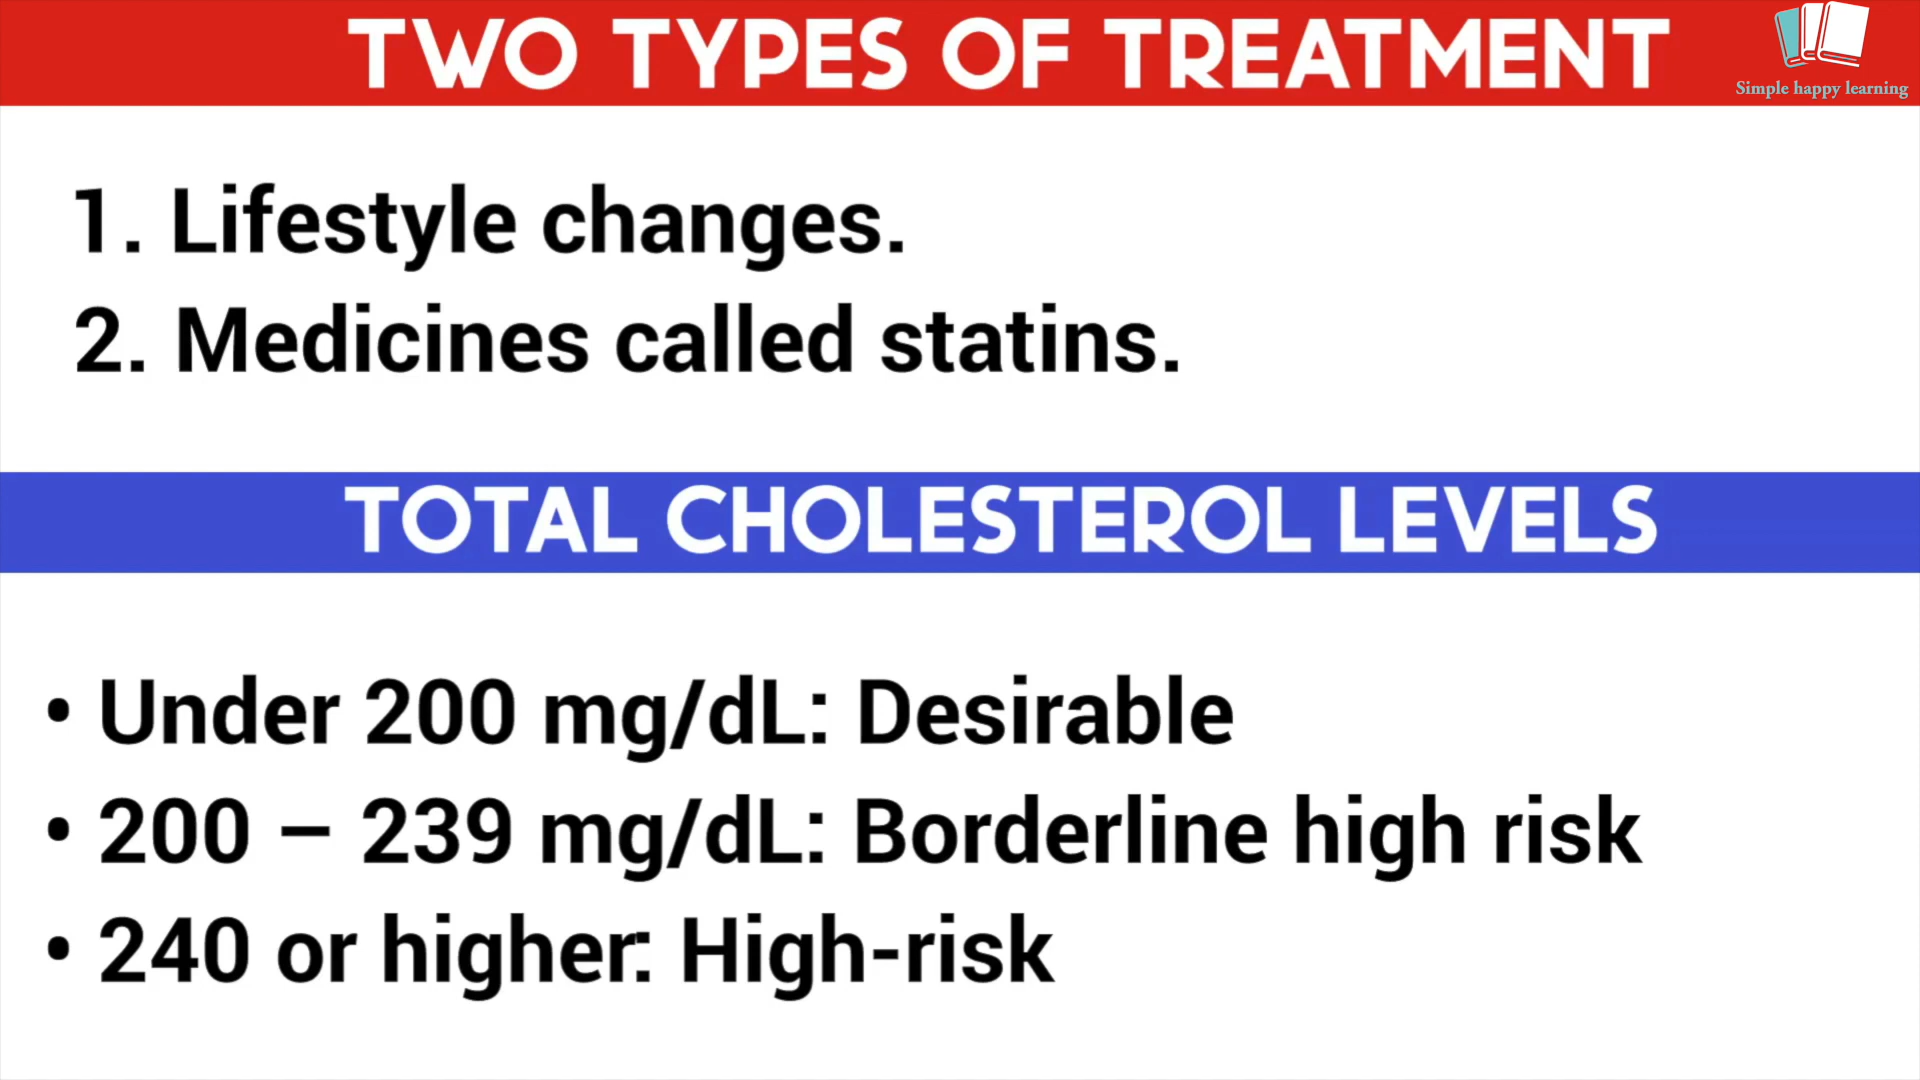 TWO TYPES OF TREATMENT
Simple happy learning
1. Lifestyle changes.
2. Medicines called statins.
TOTAL CHOLESTEROL LEVELS
• Under 200 mg/dL: Desirable
• 200 – 239 mg/dL: Borderline high risk
• 240 or higher: High-risk